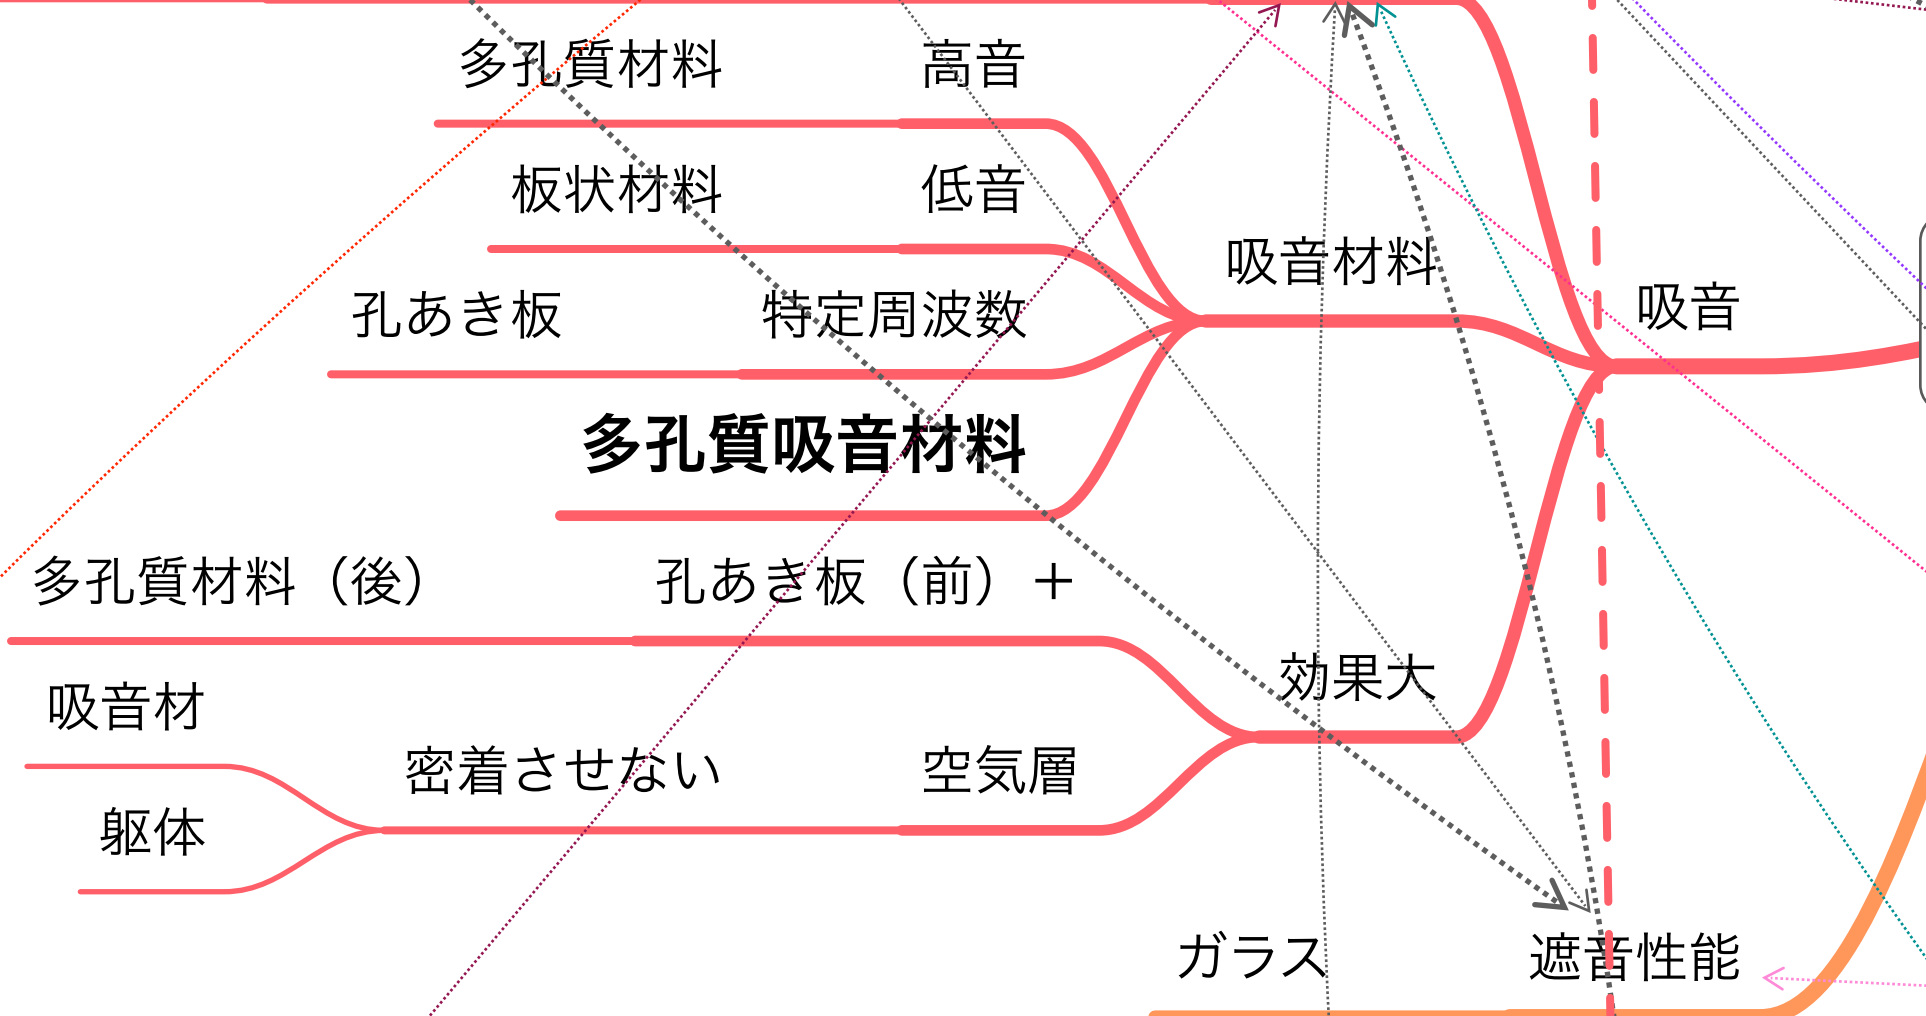 多孔質材料 高音
板状材料 低音
吸音材料
吸音
孔あき板 特定周波数
多孔質吸音材料
多孔質材料（後） 孔あき板（前）＋
効果大
吸音材
密着させない 空気層
躯体
ガラス 遮音性能